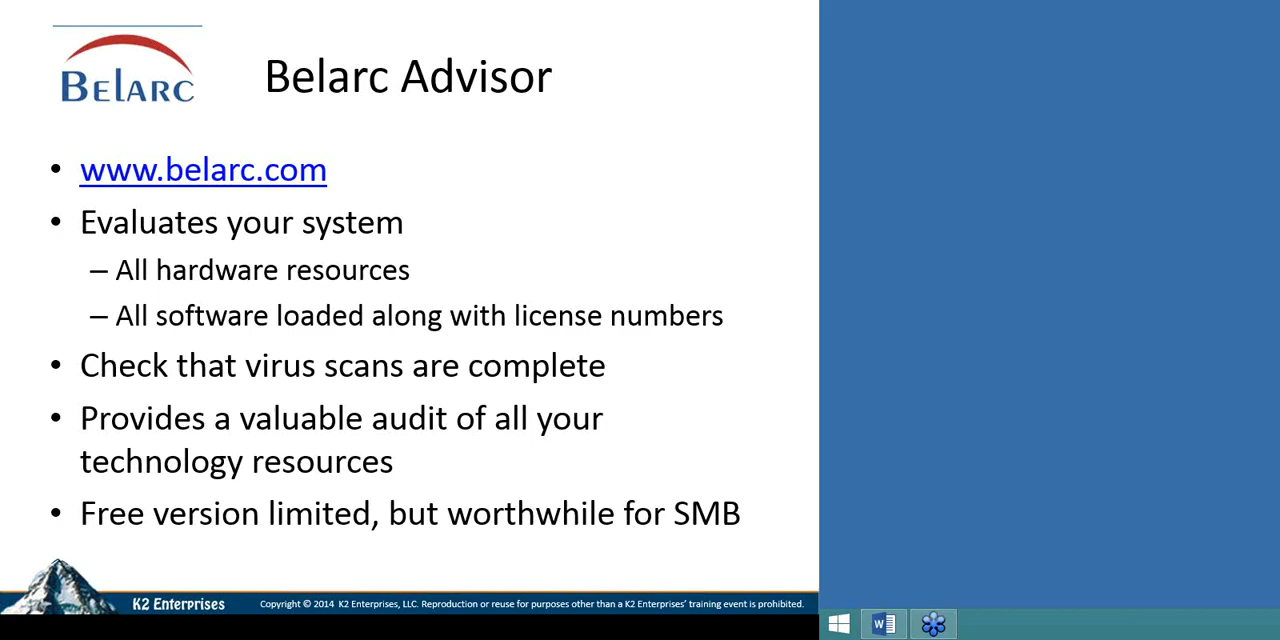 BELARC
Belarc Advisor
• www.belarc.com
• Evaluates your system
– All hardware resources
– All software loaded along with license numbers
• Check that virus scans are complete
• Provides a valuable audit of all your
technology resources
• Free version limited, but worthwhile for SMB
K2 Enterprises
Copyright © 2014 K2 Enterprises, LLC. Reproduction or reuse for purposes other than a K2 Enterprises' training event is prohibited.
W